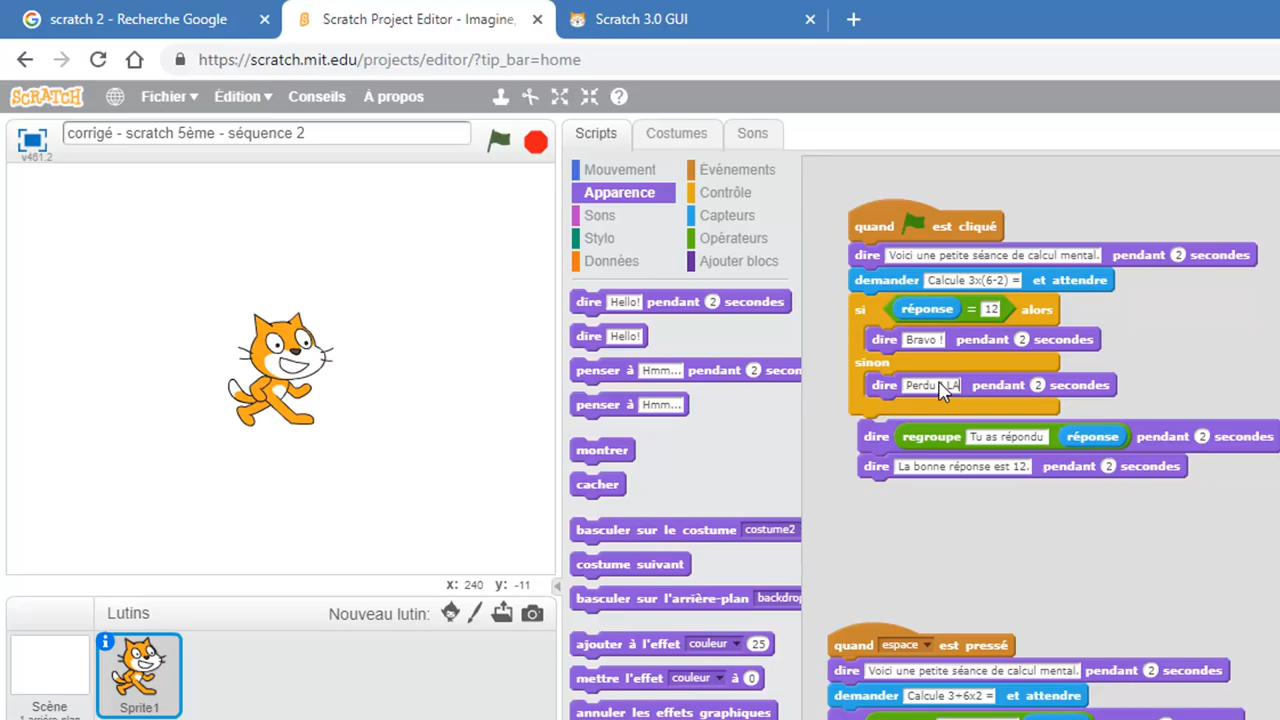 scratch 2 - Recherche Google
Scratch Project Editor - Imagine,
Scratch 3.0 GUI
https://scratch.mit.edu/projects/editor/?tip_bar=home
SCRATCH
Fichier
Édition
Conseils
À propos
corrigé - scratch 5ème - séquence 2
v461.2
Scripts
Costumes
Sons
Mouvement
Évènements
Apparence
Contrôle
Sons
Capteurs
Stylo
Opérateurs
Données
Ajouter blocs
dire Hello! pendant 2 secondes
dire Hello!
penser à Hmm... pendant 2 secon
penser à Hmm...
montrer
cacher
basculer sur le costume costume2
costume suivant
basculer sur l'arrière-plan backdrop
ajouter à l'effet couleur 25
mettre l'effet couleur à 0
annuler les effets graphiques
quand est cliqué
dire Voici une petite séance de calcul mental. pendant 2 secondes
demander Calcule 3x(6-2) = et attendre
si réponse = 12 alors
dire Bravo ! pendant 2 secondes
sinon
dire Perdu LA pendant 2 secondes
dire regroupe Tu as répondu réponse pendant 2 secondes
dire La bonne réponse est 12. pendant 2 secondes
quand espace est pressé
dire Voici une petite séance de calcul mental. pendant 2 secondes
demander Calcule 3+6x2 = et attendre
x: 240 y: -11
Lutins
Nouveau lutin:
Scène
Sprite1